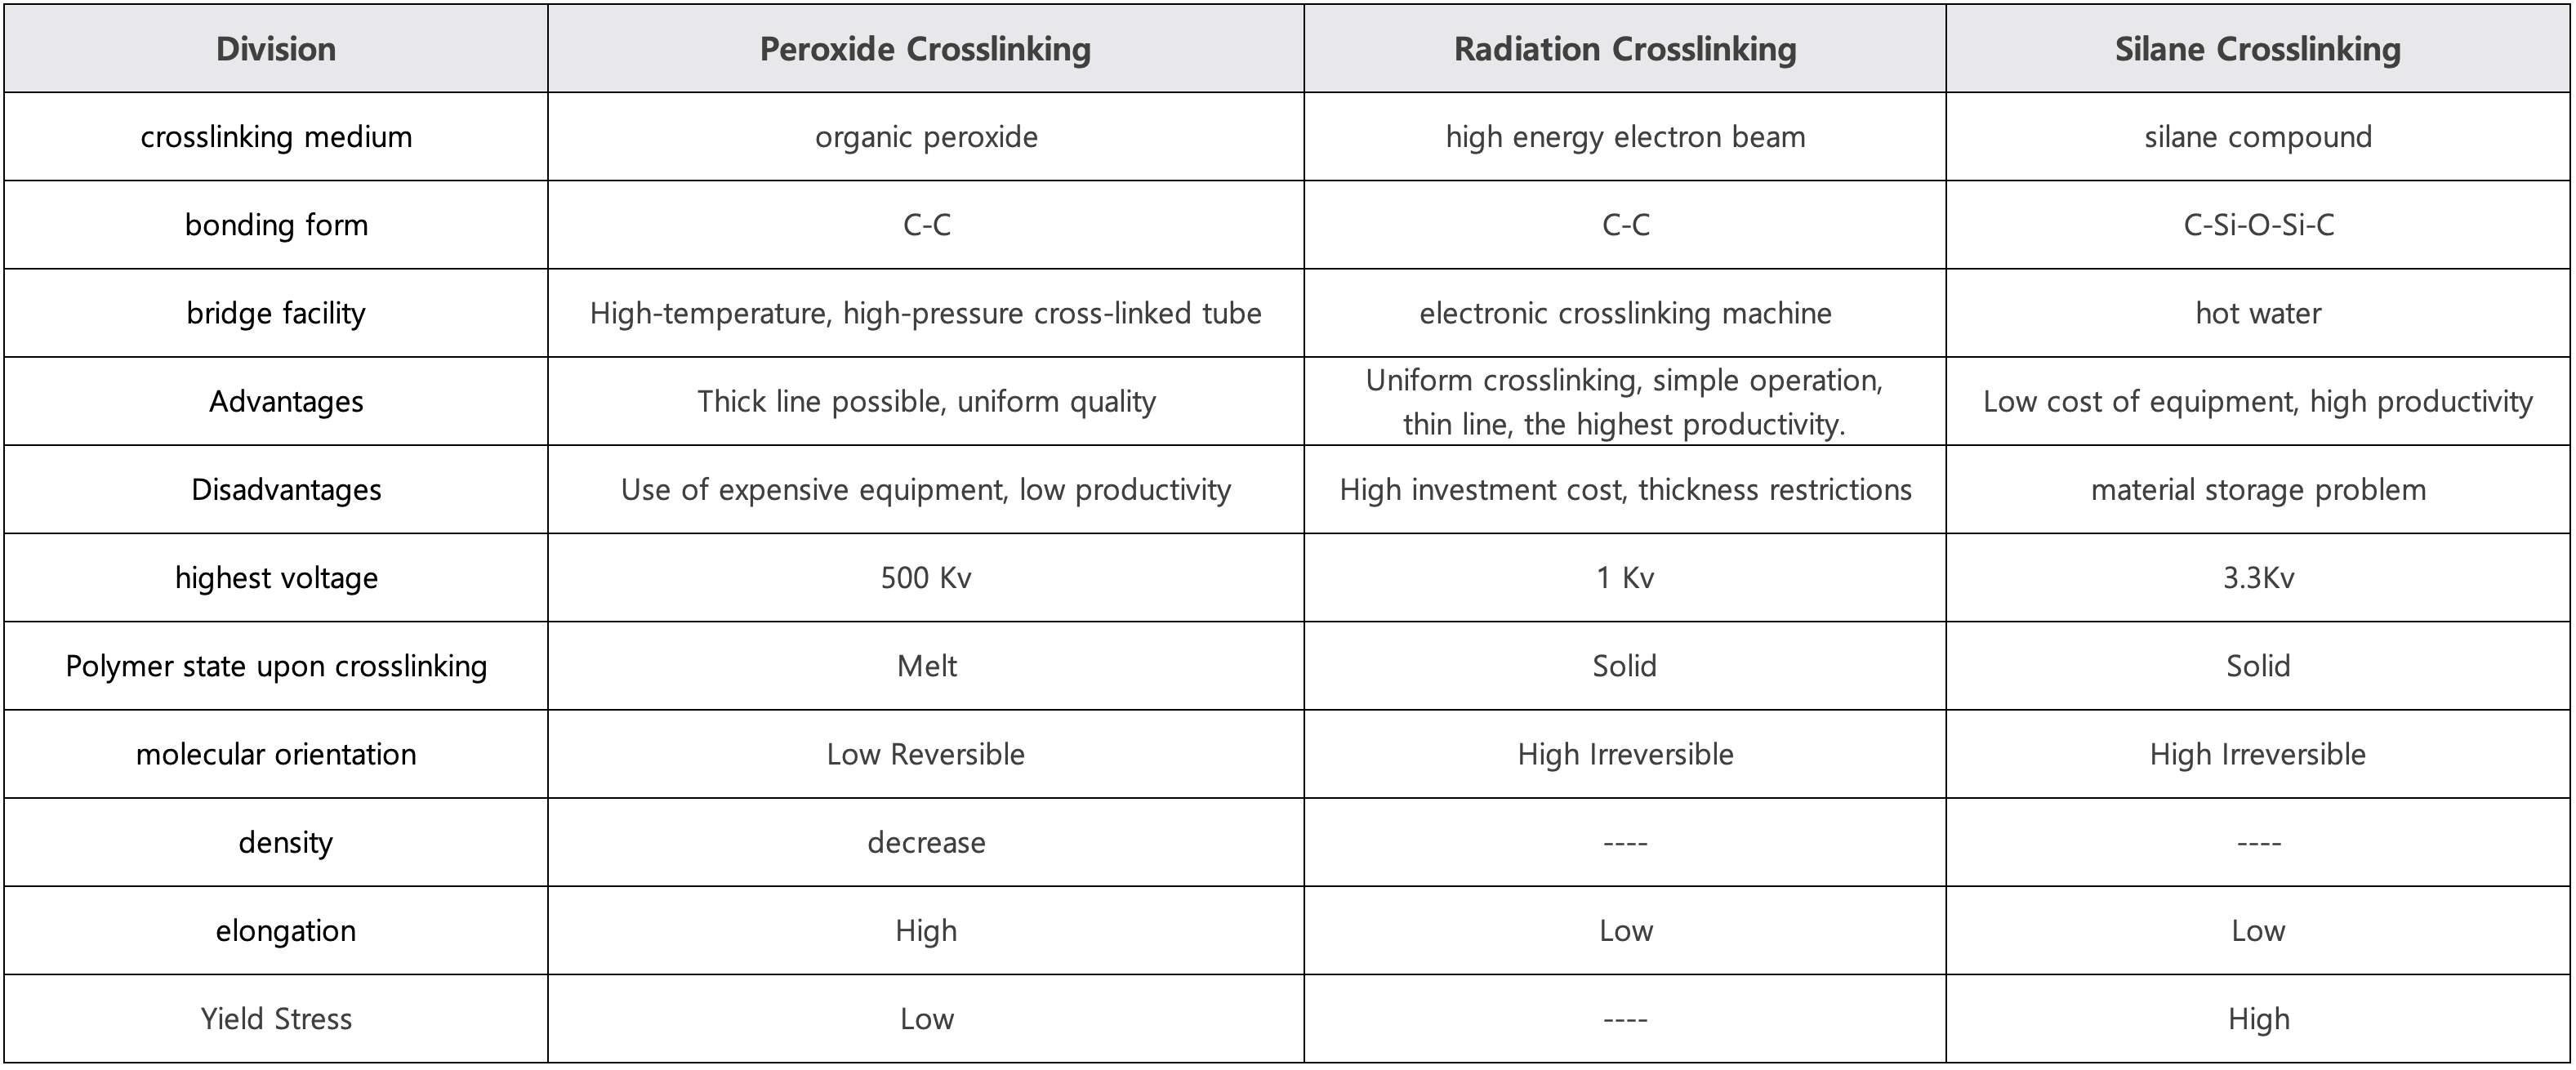 Division Peroxide Crosslinking Radiation Crosslinking Silane Crosslinking
crosslinking medium organic peroxide high energy electron beam silane compound
bonding form C-C C-C C-Si-O-Si-C
bridge facility High-temperature, high-pressure cross-linked tube electronic crosslinking machine hot water
Advantages Thick line possible, uniform quality Uniform crosslinking, simple operation,
thin line, the highest productivity. Low cost of equipment, high productivity
Disadvantages Use of expensive equipment, low productivity High investment cost, thickness restrictions material storage problem
highest voltage 500 Kv 1 Kv 3.3Kv
Polymer state upon crosslinking Melt Solid Solid
molecular orientation Low Reversible High Irreversible High Irreversible
density decrease ---- ----
elongation High Low Low
Yield Stress Low ---- High